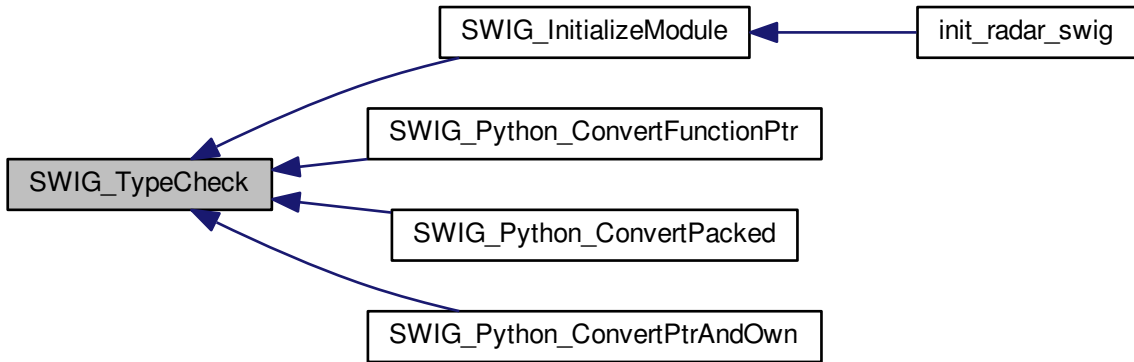 SWIG_InitializeModule
init_radar_swig
SWIG_Python_ConvertFunctionPtr
SWIG_TypeCheck
SWIG_Python_ConvertPacked
SWIG_Python_ConvertPtrAndOwn